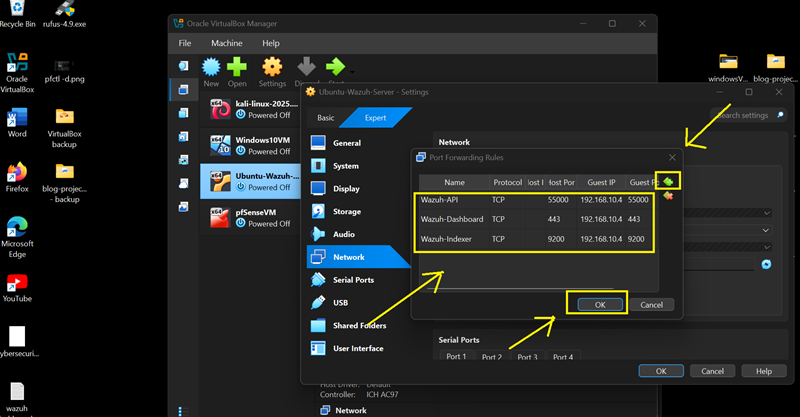 Recycle Bin
rufus-4.9.exe
Oracle VirtualBox
pfctl -d.png
Word
VirtualBox backup
Firefox
blog-projec... - backup
Microsoft Edge
YouTube
ybersecuri...
wazuh
windowsV...
blog-projec...
Oracle VirtualBox Manager
File Machine Help
New Open Settings
kali-linux-2025....
Powered Off
Windows10VM
Powered Off
Ubuntu-Wazuh-...
Powered Off
pfSenseVM
Powered Off
Ubuntu-Wazuh-Server - Settings
Basic Expert
Search settings
General
System
Display
Storage
Audio
Network
Serial Ports
USB
Shared Folders
User Interface
Network
Port Forwarding Rules
Name Protocol Host I Host Por Guest IP Guest Po
Wazuh-API TCP 55000 192.168.10.4 55000
Wazuh-Dashboard TCP 443 192.168.10.4 443
Wazuh-Indexer TCP 9200 192.168.10.4 9200
OK Cancel
Serial Ports
Port 1 Port 2 Port 3 Port 4
OK Cancel Help
Host Driver: Default
Controller: ICH AC97
Network